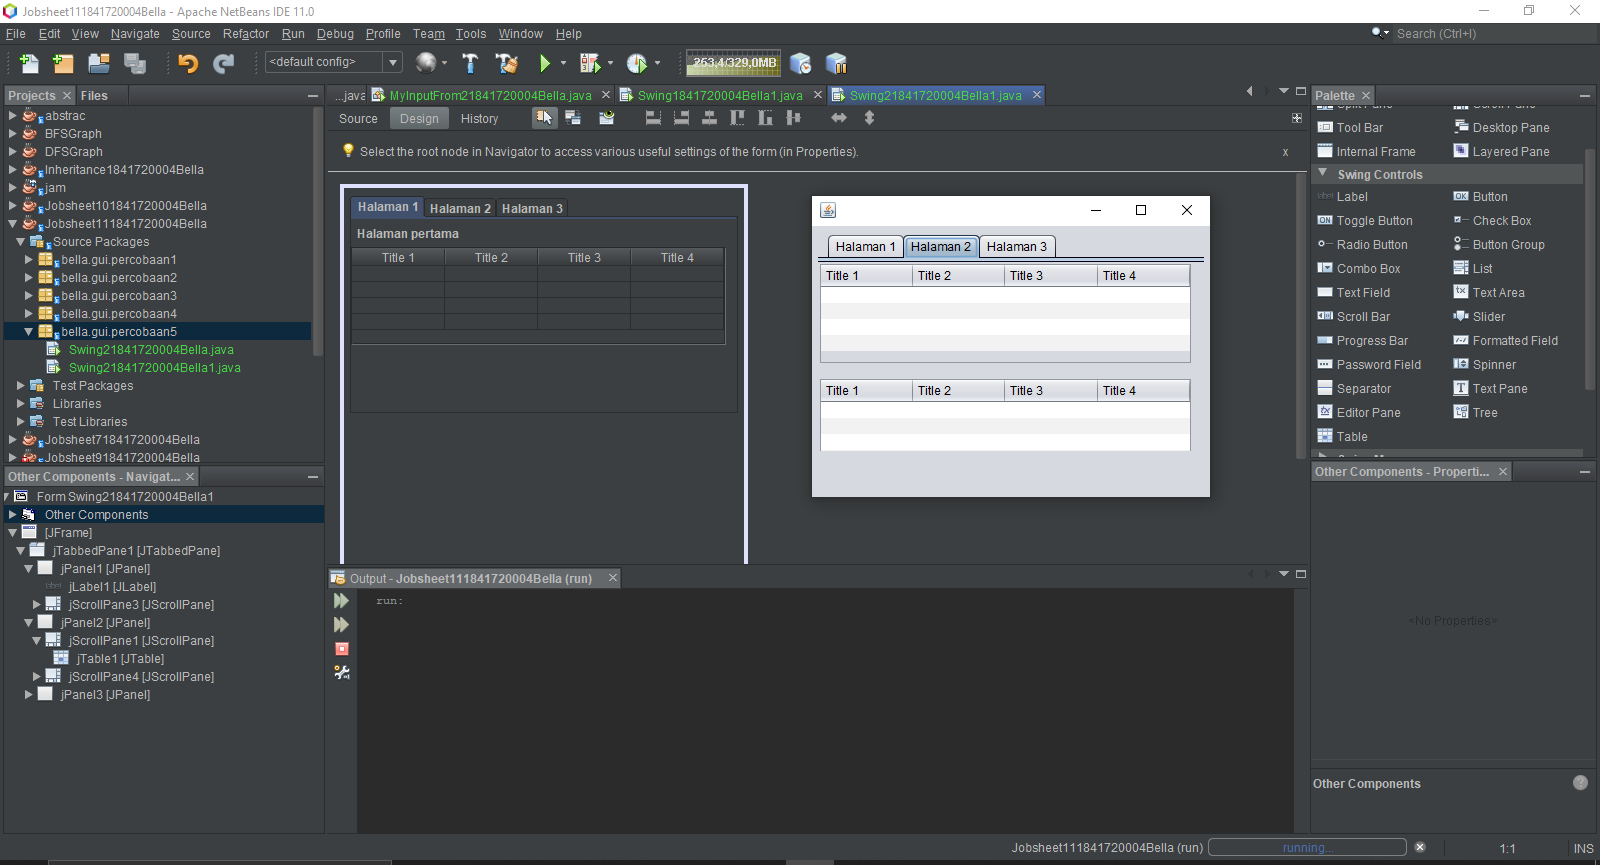 Jobsheet111841720004Bella - Apache NetBeans IDE 11.0
File Edit View Navigate Source Refactor Run Debug Profile Team Tools Window Help
Search (Ctrl+I)
<default config>
253,4/329,0MB
Projects
Files
abstrac
BFSGraph
DFSGraph
Inheritance1841720004Bella
jam
Jobsheet101841720004Bella
Jobsheet111841720004Bella
Source Packages
bella.gui.percobaan1
bella.gui.percobaan2
bella.gui.percobaan3
bella.gui.percobaan4
bella.gui.percobaan5
Swing21841720004Bella.java
Swing21841720004Bella1.java
Test Packages
Libraries
Test Libraries
Jobsheet71841720004Bella
Jobsheet91841720004Bella
Other Components - Navigat...
Form Swing21841720004Bella1
Other Components
[JFrame]
jTabbedPane1 [JTabbedPane]
jPanel1 [JPanel]
jLabel1 [JLabel]
jScrollPane3 [JScrollPane]
jPanel2 [JPanel]
jScrollPane1 [JScrollPane]
jTable1 [JTable]
jScrollPane4 [JScrollPane]
jPanel3 [JPanel]
...java MyInputFrom21841720004Bella.java Swing1841720004Bella1.java Swing21841720004Bella1.java
Source Design History
Select the root node in Navigator to access various useful settings of the form (in Properties). x
Halaman 1 Halaman 2 Halaman 3
Halaman pertama
Title 1 Title 2 Title 3 Title 4
Halaman 1 Halaman 2 Halaman 3
Title 1 Title 2 Title 3 Title 4
Title 1 Title 2 Title 3 Title 4
Output - Jobsheet111841720004Bella (run)
run:
Palette
Split Pane Scroll Pane
Tool Bar Desktop Pane
Internal Frame Layered Pane
Swing Controls
Label Button
Toggle Button Check Box
Radio Button Button Group
Combo Box List
Text Field Text Area
Scroll Bar Slider
Progress Bar Formatted Field
Password Field Spinner
Separator Text Pane
Editor Pane Tree
Table
Other Components - Properti...
<No Properties>
Other Components
Jobsheet111841720004Bella (run) running... 1:1 INS